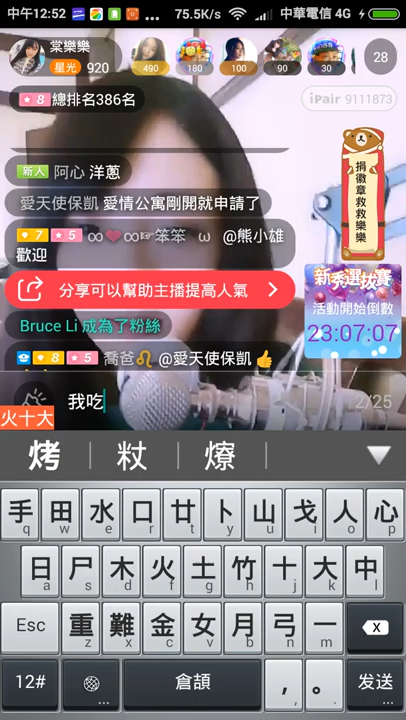 中午12:52 ... 75.5K/s 中華電信 4G
棠樂樂
星光 920
490 180 100 90 30 28
8 總排名386名
iPair 9111873
新人 阿心 洋蔥
愛天使保凱 愛情公寓剛開就申請了
7 5 ∞❤∞☞笨笨 ω @熊小雄
歡迎
捐徽章救救樂樂
分享可以幫助主播提高人氣
新秀選拔賽
活動開始倒數
23:07:07
Bruce Li 成為了粉絲
8 5 喬爸♌ @愛天使保凱 👍
我吃 2/25
火十大
烤 粀 燎
手 田 水 口 廿 卜 山 戈 人 心
q w e r t y u i o p
日 尸 木 火 土 竹 十 大 中
a s d f g h j k l
Esc 重 難 金 女 月 弓 一
z x c v b n m
12# ... 倉頡 , ... 。 发送